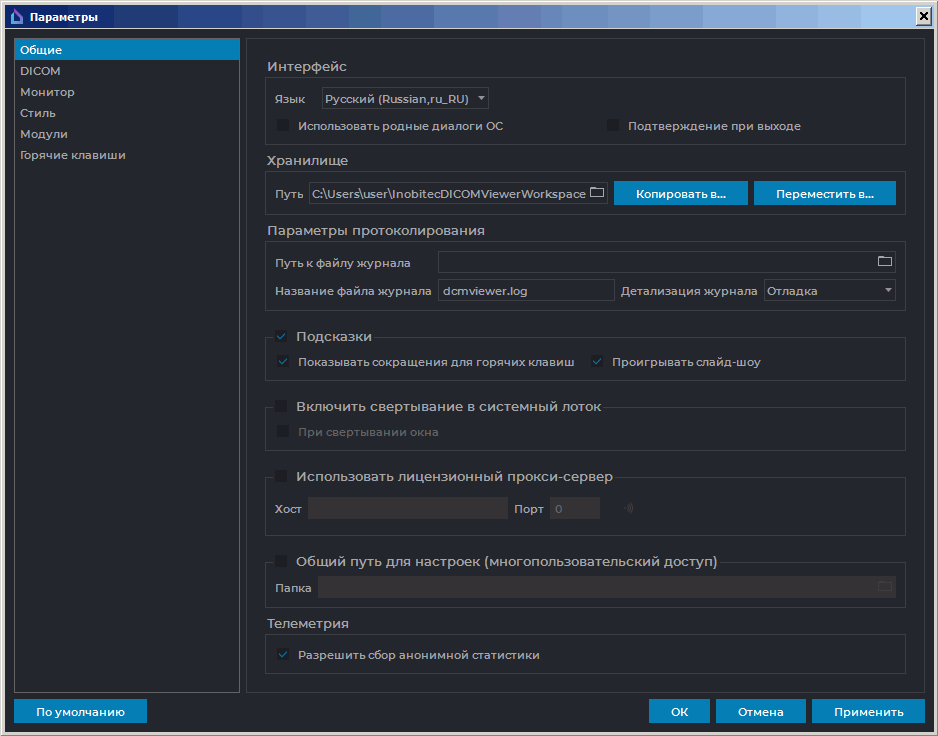 Параметры
Общие
DICOM
Монитор
Стиль
Модули
Горячие клавиши
Интерфейс
Язык Русский (Russian,ru_RU)
Использовать родные диалоги ОС Подтверждение при выходе
Хранилище
Путь C:\Users\user\InobitecDICOMViewerWorkspace Копировать в... Переместить в...
Параметры протоколирования
Путь к файлу журнала
Название файла журнала dcmviewer.log Детализация журнала Отладка
Подсказки
Показывать сокращения для горячих клавиш Проигрывать слайд-шоу
Включить свертывание в системный лоток
При свертывании окна
Использовать лицензионный прокси-сервер
Хост Порт 0
Общий путь для настроек (многопользовательский доступ)
Папка
Телеметрия
Разрешить сбор анонимной статистики
По умолчанию ОК Отмена Применить